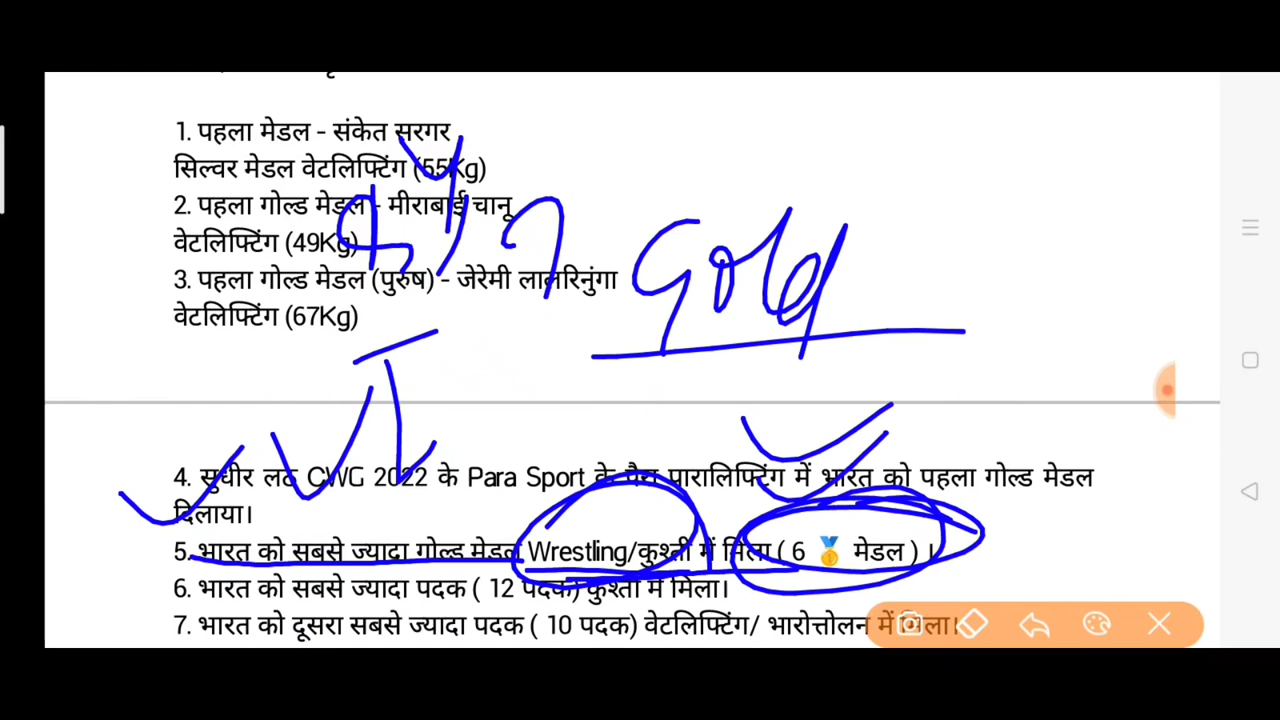 1. पहला मेडल - संकेत सरगर
सिल्वर मेडल वेटलिफ्टिंग (55Kg)
2. पहला गोल्ड मेडल - मीराबाई चानू
वेटलिफ्टिंग (49Kg)
3. पहला गोल्ड मेडल (पुरुष) - जेरेमी लालरिनुंगा
वेटलिफ्टिंग (67Kg)
Gold
4. सुधीर लठ CWG 2022 के Para Sport के पैरा प्रारालिफ्टिंग में भारत को पहला गोल्ड मेडल
दिलाया।
5. भारत को सबसे ज्यादा गोल्ड मेडल Wrestling/कुश्ती में मिला ( 6 🥇 मेडल ) ।
6. भारत को सबसे ज्यादा पदक ( 12 पदक) कुश्ती में मिला।
7. भारत को दूसरा सबसे ज्यादा पदक ( 10 पदक) वेटलिफ्टिंग/ भारोत्तोलन में मिला।